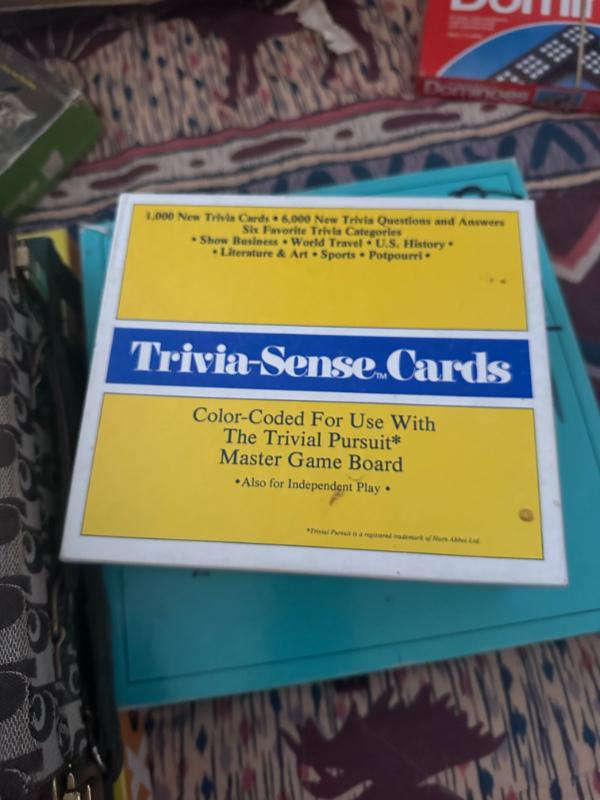 Domin
Dominoes
1,000 New Trivia Cards • 6,000 New Trivia Questions and Answers
Six Favorite Trivia Categories
• Show Business • World Travel • U.S. History •
• Literature & Art • Sports • Potpourri •
Trivia-Sense™ Cards
Color-Coded For Use With
The Trivial Pursuit*
Master Game Board
•Also for Independent Play •
*Trivial Pursuit is a registered trademark of Horn Abbot Ltd.